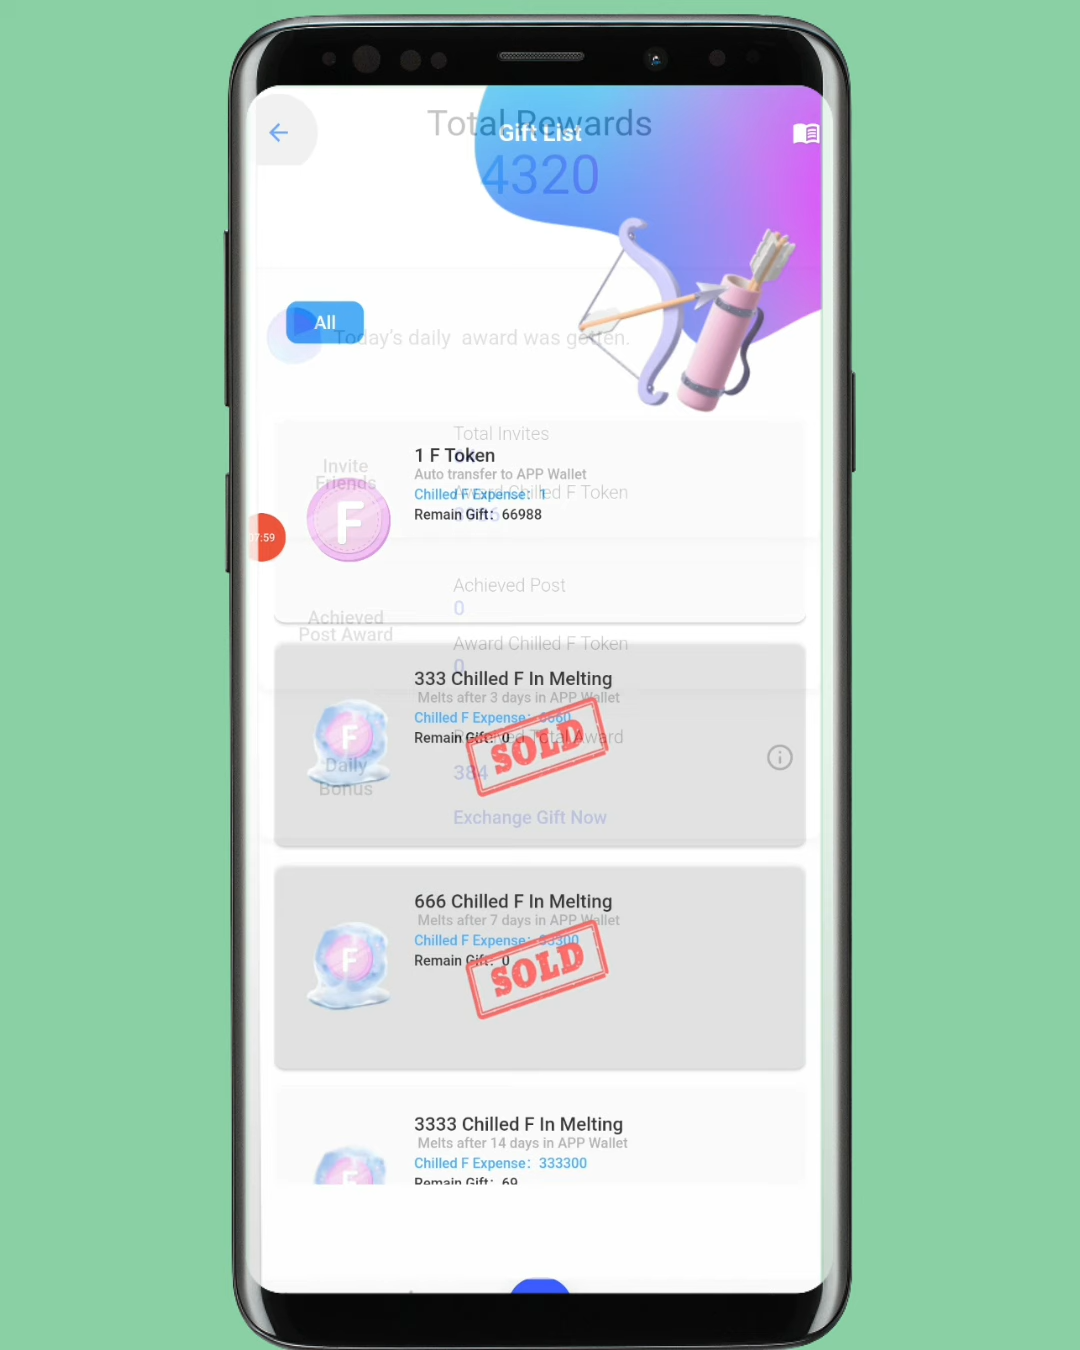 Total Rewards
Gift List
4320
All
Today's daily award was gotten.
Total Invites
1 F Token
Auto transfer to APP Wallet
Invite
Friends
Award Chilled F Token
Chilled F Expense: 1
Remain Gift: 66988
F
07:59
Achieved Post
0
Achieved
Post Award
Award Chilled F Token
0
333 Chilled F In Melting
Melts after 3 days in APP Wallet
Chilled F Expense:
Remain Gift: 0
Received Total Award
SOLD
F
Daily
Bonus
384
Exchange Gift Now
666 Chilled F In Melting
Melts after 7 days in APP Wallet
Chilled F Expense: 33300
Remain Gift: 0
SOLD
F
3333 Chilled F In Melting
Melts after 14 days in APP Wallet
Chilled F Expense: 333300
Remain Gift: 69